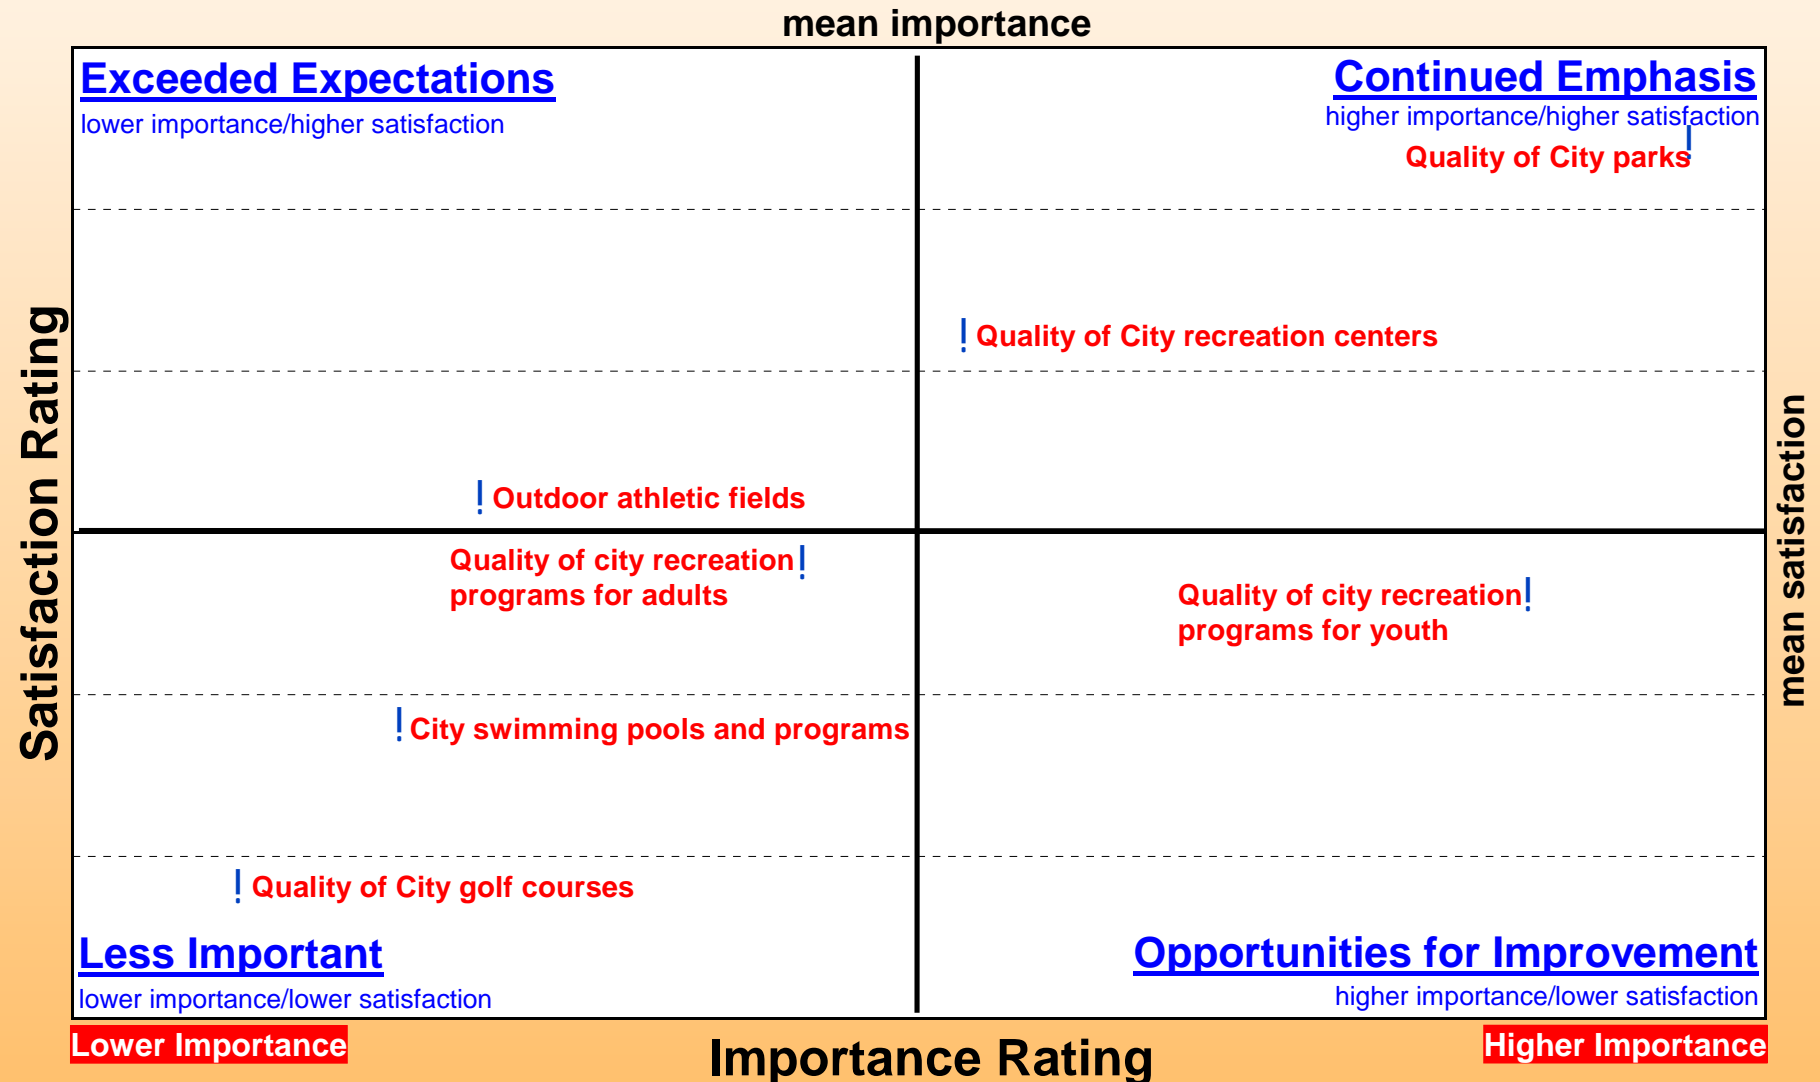 mean importance
Exceeded Expectations
lower importance/higher satisfaction
Continued Emphasis
higher importance/higher satisfaction
Quality of City parks
Quality of City recreation centers
Satisfaction Rating
mean satisfaction
Outdoor athletic fields
Quality of city recreation
programs for adults
Quality of city recreation
programs for youth
City swimming pools and programs
Quality of City golf courses
Less Important
lower importance/lower satisfaction
Opportunities for Improvement
higher importance/lower satisfaction
Lower Importance
Importance Rating
Higher Importance